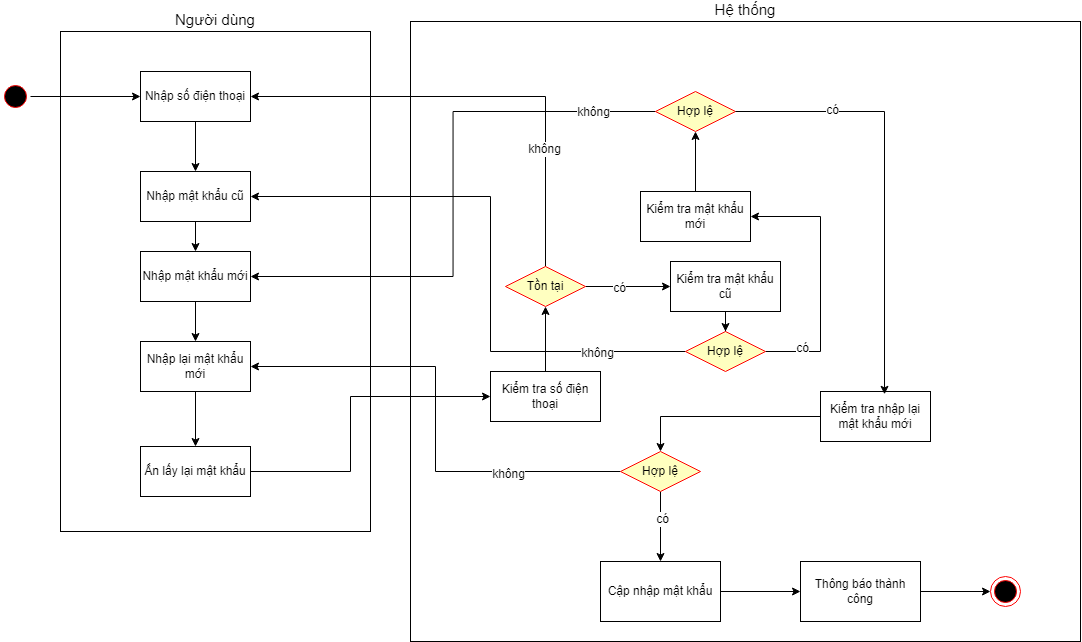 Người dùng
Nhập số điện thoại
Nhập mật khẩu cũ
Nhập mật khẩu mới
Nhập lại mật khẩu
mới
Ấn lấy lại mật khẩu
Hệ thống
Hợp lệ
không
có
không
Kiểm tra mật khẩu
mới
Tồn tại
có
Kiểm tra mật khẩu
cũ
Hợp lệ
không
có
Kiểm tra số điện
thoại
Kiểm tra nhập lại
mật khẩu mới
Hợp lệ
không
có
Cập nhập mật khẩu
Thông báo thành
công